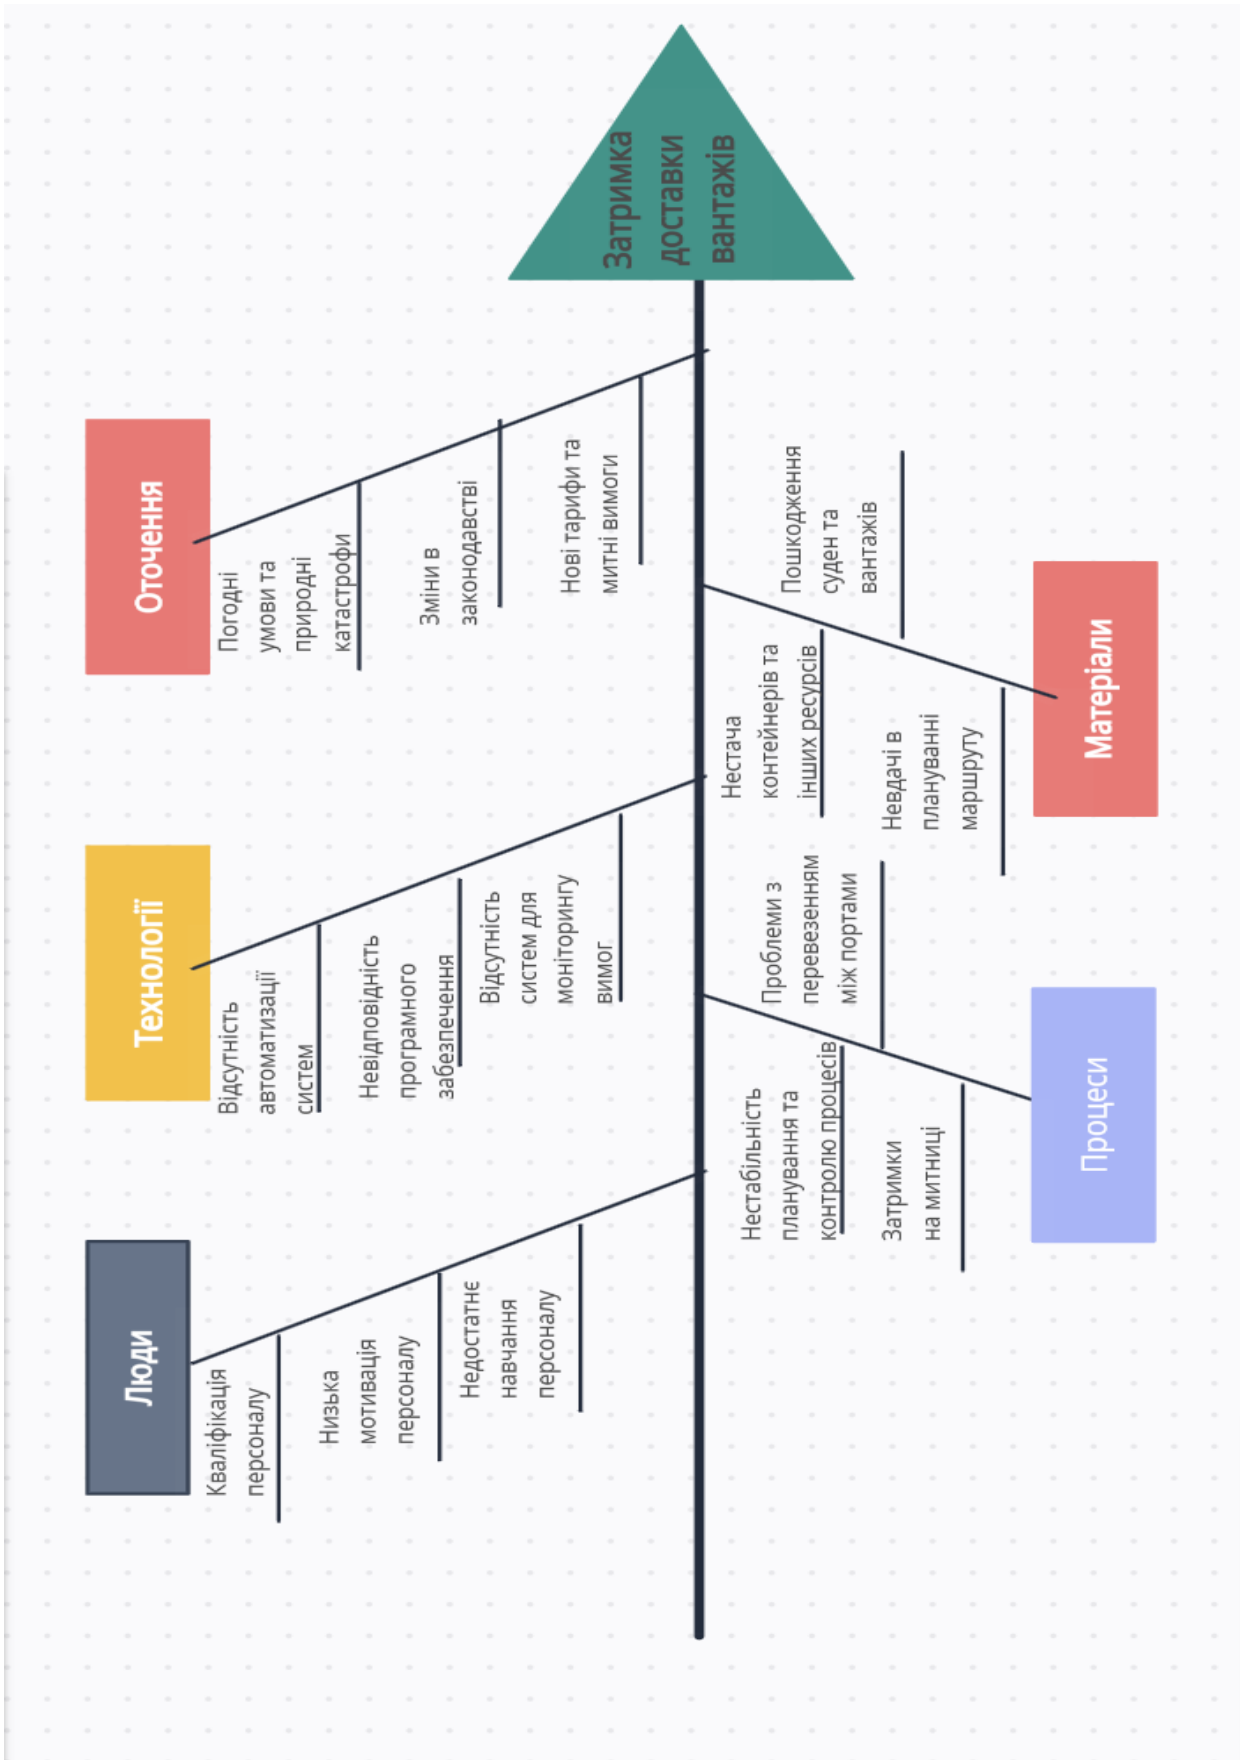 Люди
Кваліфікація
персоналу
Низька
мотивація
персоналу
Недостатнє
навчання
персоналу
Технології
Відсутність
автоматизації
систем
Невідповідність
програмного
забезпечення
Відсутність
систем для
моніторингу
вимог
Оточення
Погодні
умови та
природні
катастрофи
Зміни в
законодавстві
Нові тарифи та
митні вимоги
Затримка
доставки
вантажів
Нестабільність
планування та
контролю процесів
Затримки
на митниці
Проблеми з
перевезенням
між портами
Процеси
Нестача
контейнерів та
інших ресурсів
Невдачі в
плануванні
маршруту
Пошкодження
суден та
вантажів
Матеріали